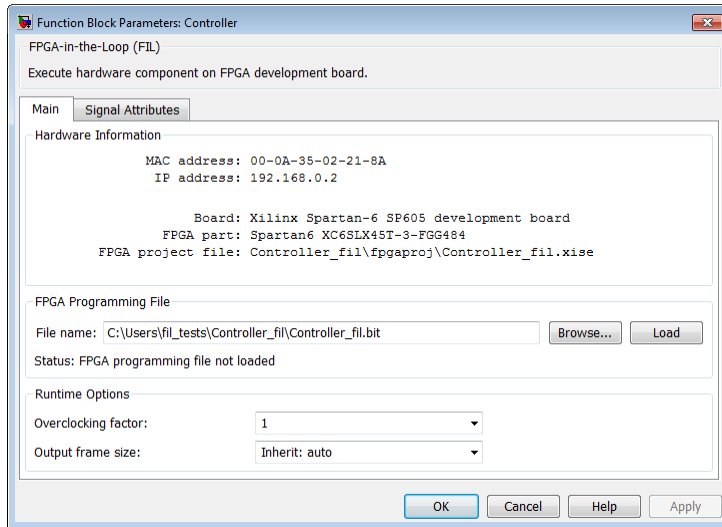 Function Block Parameters: Controller
FPGA-in-the-Loop (FIL)
Execute hardware component on FPGA development board.
Main Signal Attributes
Hardware Information
MAC address: 00-0A-35-02-21-8A
IP address: 192.168.0.2
Board: Xilinx Spartan-6 SP605 development board
FPGA part: Spartan6 XC6SLX45T-3-FGG484
FPGA project file: Controller_fil\fpgaproj\Controller_fil.xise
FPGA Programming File
File name: C:\Users\fil_tests\Controller_fil\Controller_fil.bit Browse... Load
Status: FPGA programming file not loaded
Runtime Options
Overclocking factor: 1
Output frame size: Inherit: auto
OK Cancel Help Apply